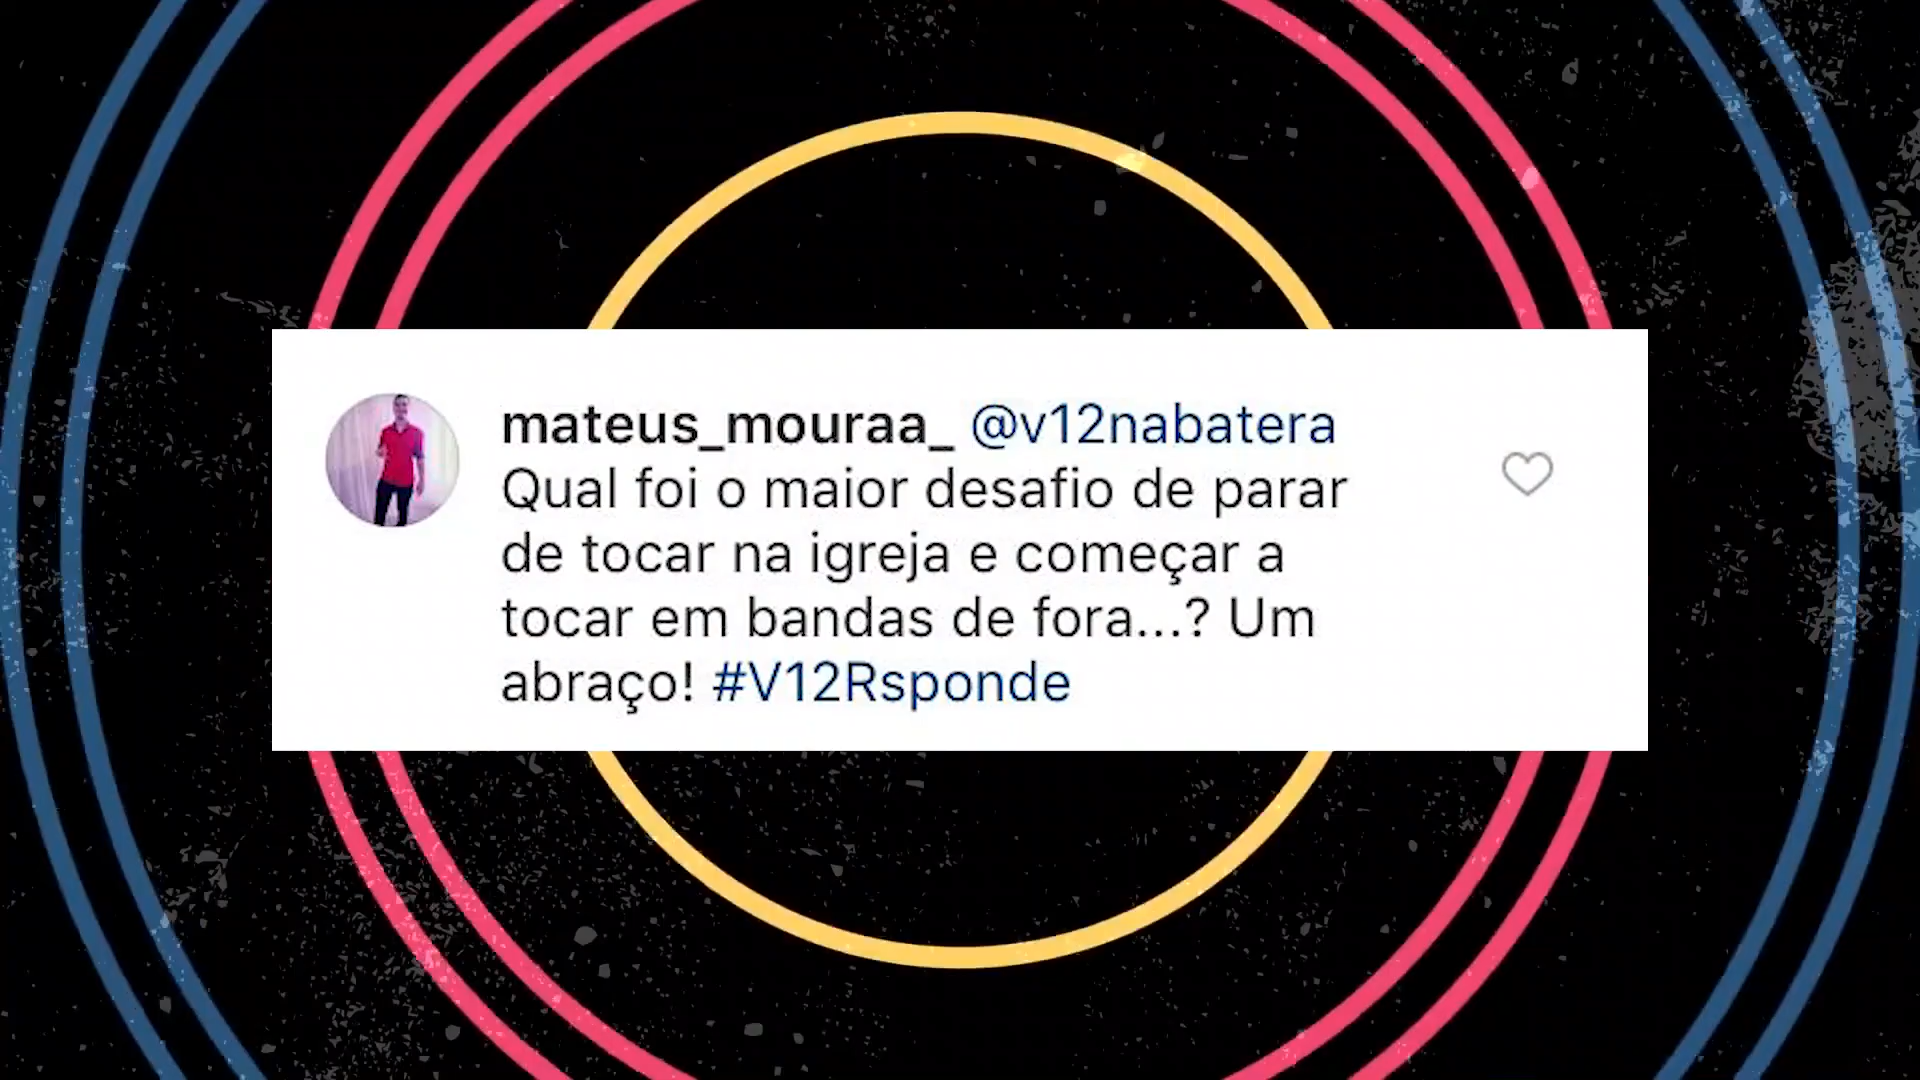 mateus_mouraa_ @v12nabatera
Qual foi o maior desafio de parar
de tocar na igreja e começar a
tocar em bandas de fora...? Um
abraço! #V12Rsponde